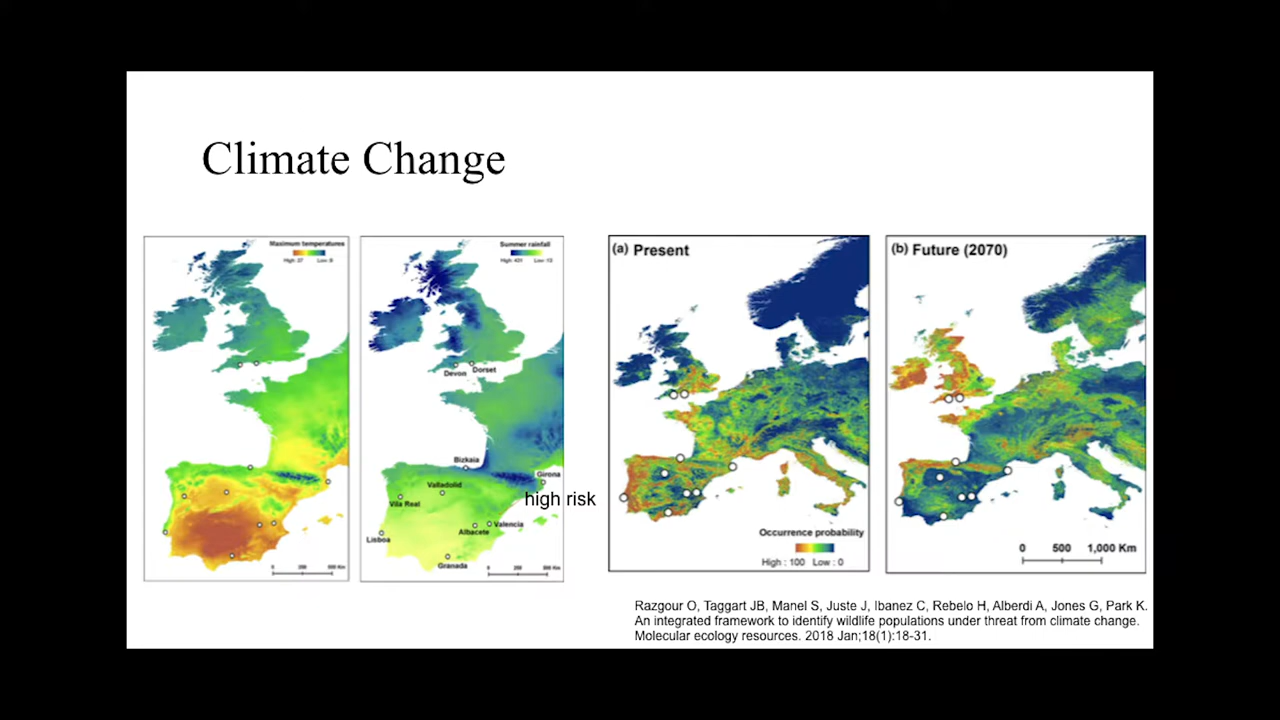 Climate Change
Maximum temperatures
High: 37 Low: 8
Summer rainfall
High: 431 Low: 13
Devon
Dorset
Bizkaia
Girona
Valladolid
Vila Real
Valencia
Albacete
Lisboa
Granada
high risk
(a) Present
Occurrence probability
High : 100 Low : 0
(b) Future (2070)
0 500 1,000 Km
Razgour O, Taggart JB, Manel S, Juste J, Ibanez C, Rebelo H, Alberdi A, Jones G, Park K.
An integrated framework to identify wildlife populations under threat from climate change.
Molecular ecology resources. 2018 Jan;18(1):18-31.